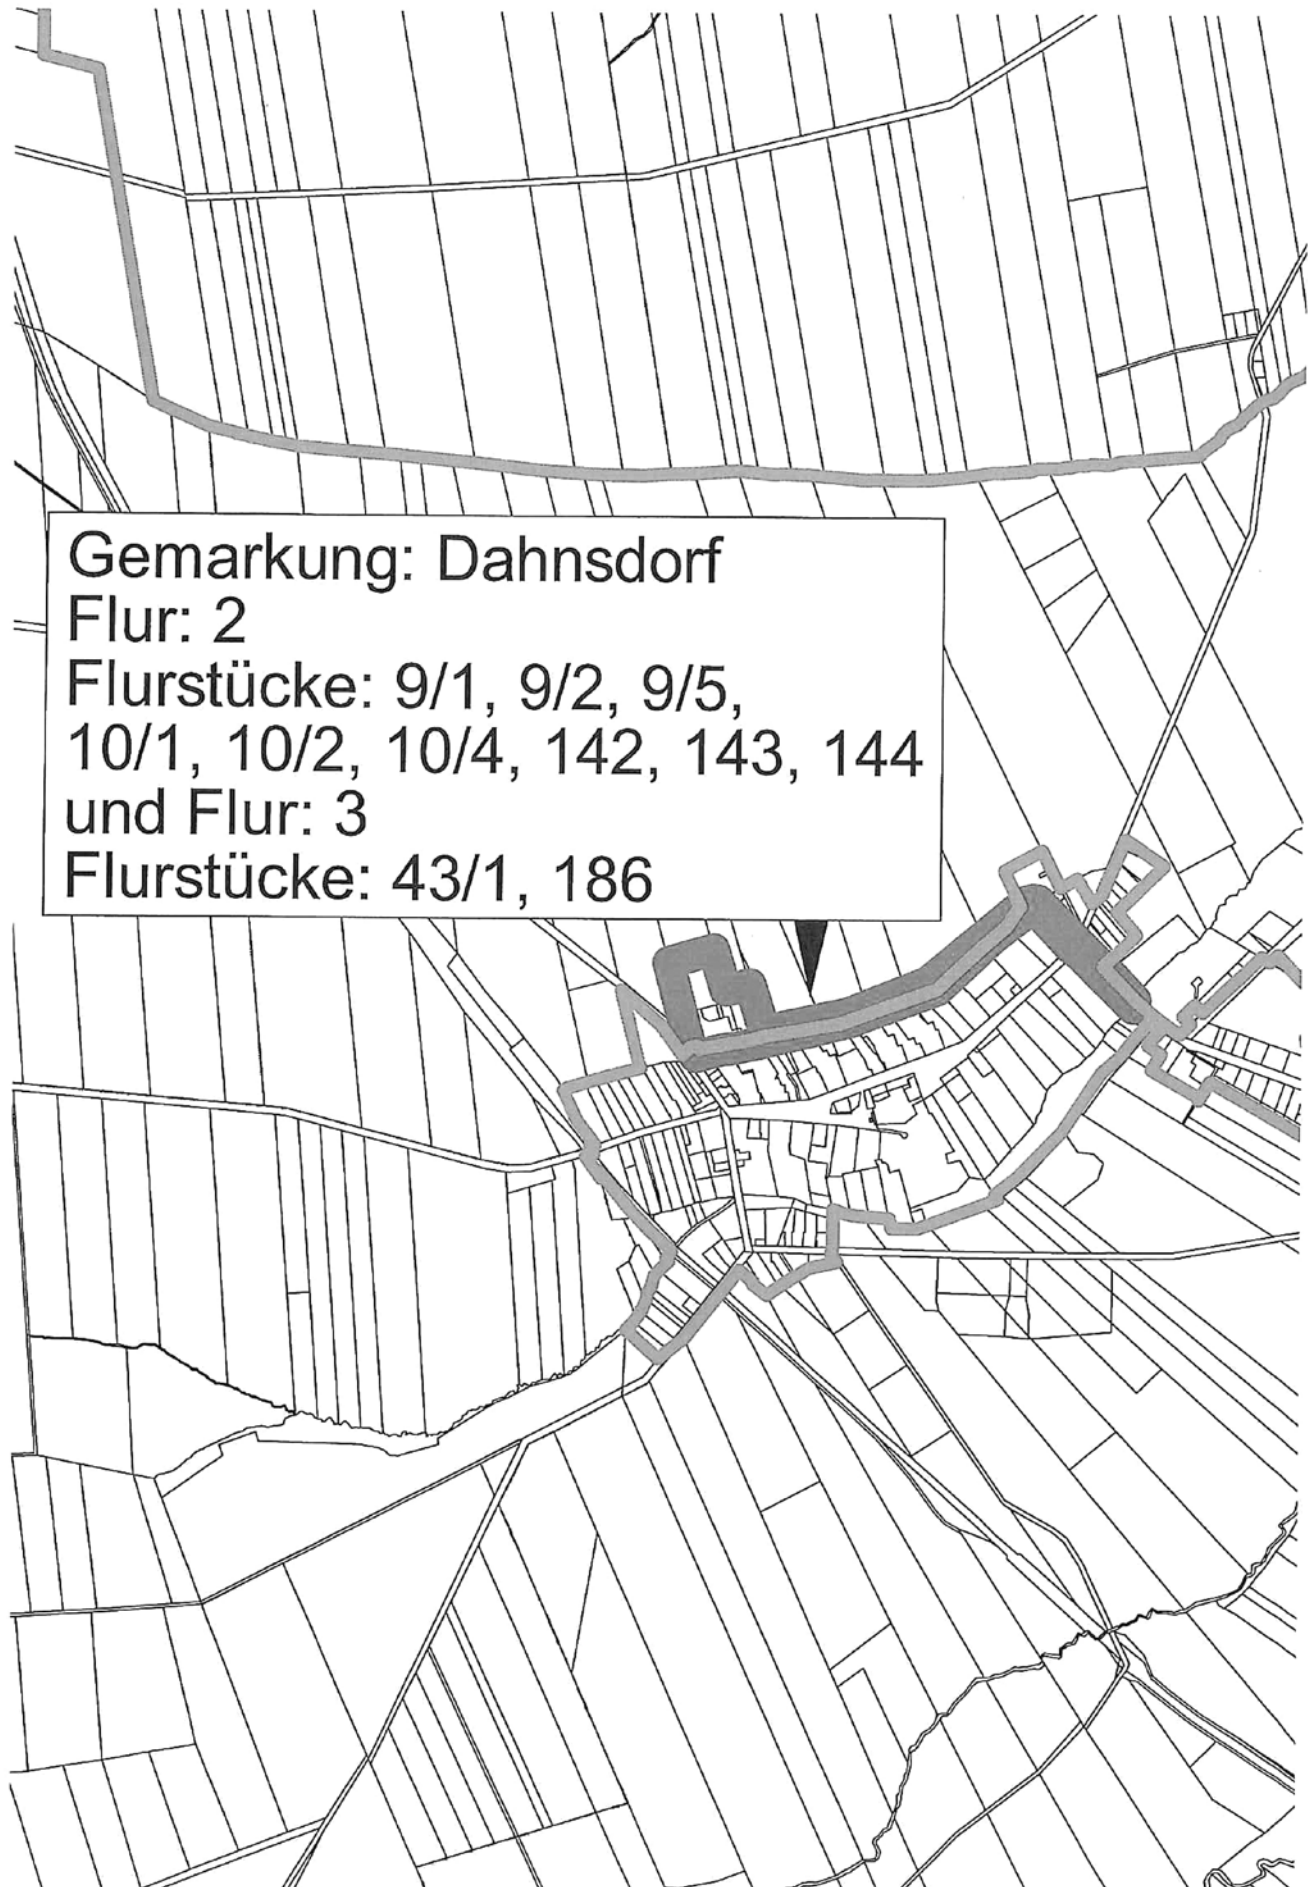 Gemarkung: Dahnsdorf
Flur: 2
Flurstücke: 9/1, 9/2, 9/5,
10/1, 10/2, 10/4, 142, 143, 144
und Flur: 3
Flurstücke: 43/1, 186